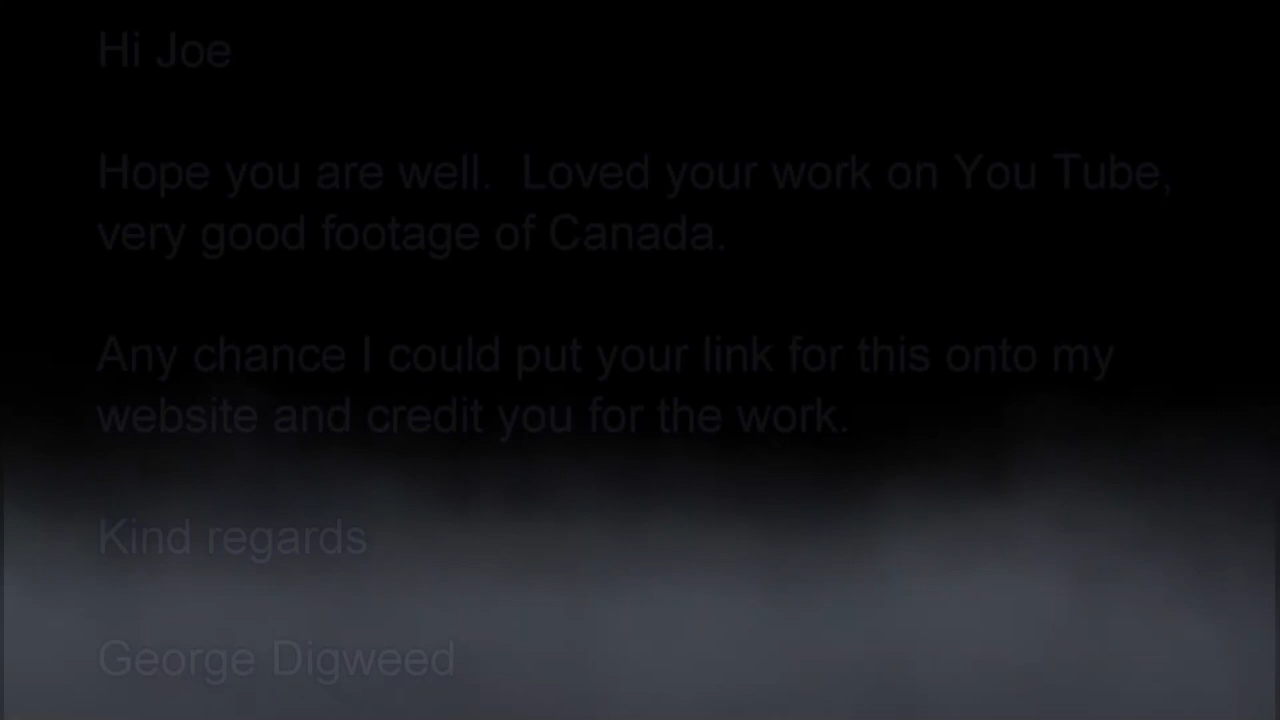 Hi Joe
Hope you are well.  Loved your work on You Tube,
very good footage of Canada.
Any chance I could put your link for this onto my
website and credit you for the work.
Kind regards
George Digweed